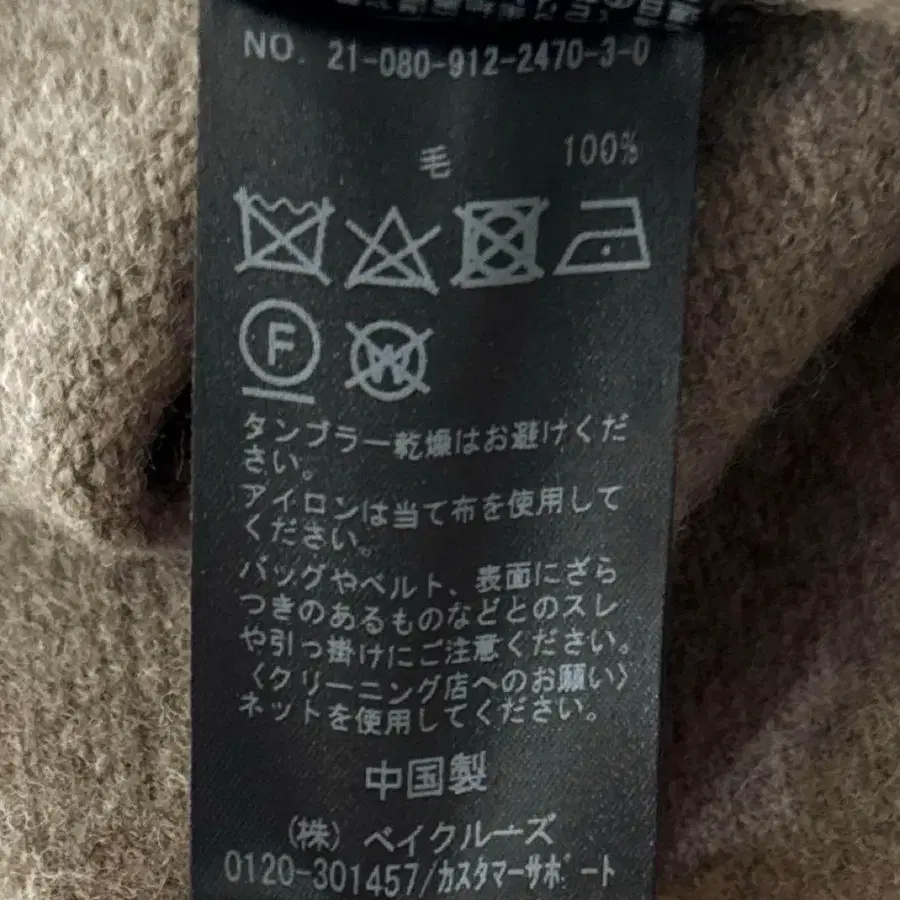 NO. 21-080-912-2470-3-0
毛 100%
F
W
タンブラー乾燥はお避けくだ
さい。
アイロンは当て布を使用して
ください。
バッグやベルト、表面にざら
つきのあるものなどとのスレ
や引っ掛けにご注意ください。
〈クリーニング店へのお願い〉
ネットを使用してください。
中国製
(株) ベイクルーズ
0120-301457/カスタマーサポート